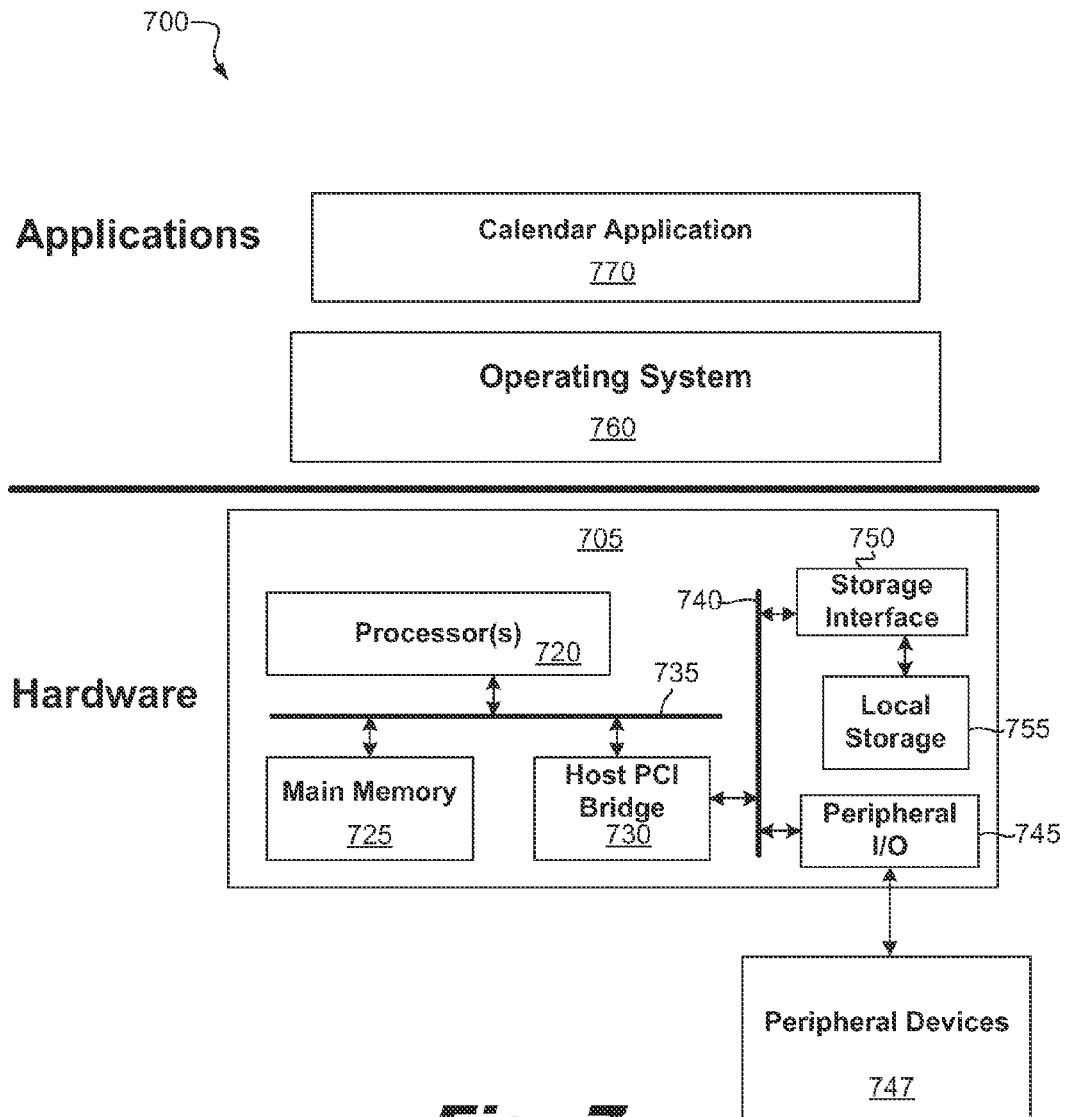 700
Applications
Calendar Application
770
Operating System
760
705
750
Storage
Interface
740
Processor(s)
720
Hardware
735
Local
Storage
755
Main Memory
725
Host PCI
Bridge
730
Peripheral
I/O
745
Peripheral Devices
747